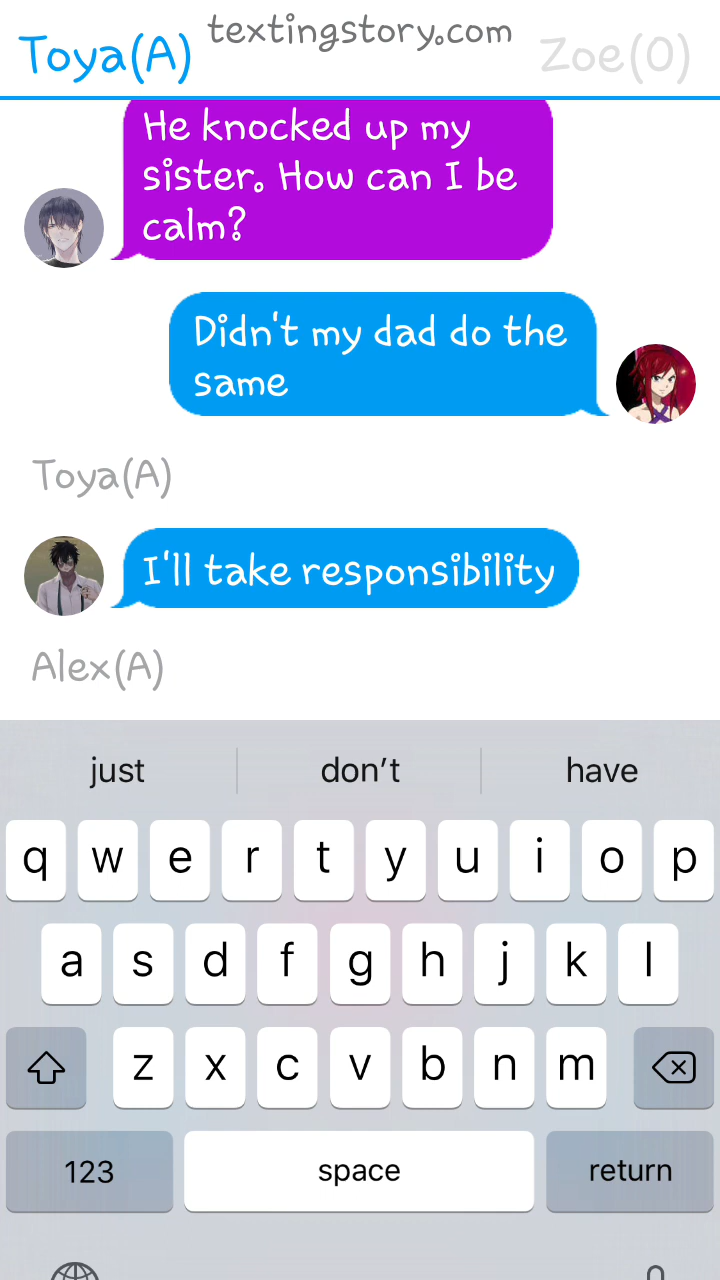 textingstory.com
Toya(A)
Zoe(O)
He knocked up my
sister. How can I be
calm?
Didn't my dad do the
same
Toya(A)
I'll take responsibility
Alex(A)
just
don't
have
q w e r t y u i o p
a s d f g h j k l
z x c v b n m
123
space
return